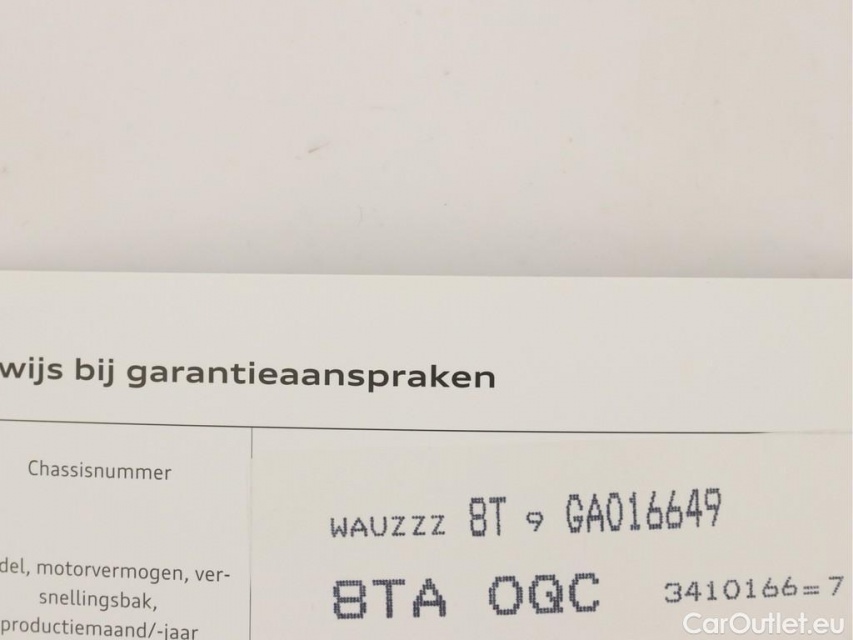 wijs bij garantieaanspraken
Chassisnummer
WAUZZZ 8T 9 GA016649
del, motorvermogen, ver-
snellingsbak,
productiemaand/-jaar
8TA 0QC 3410166=7
CarOutlet.eu